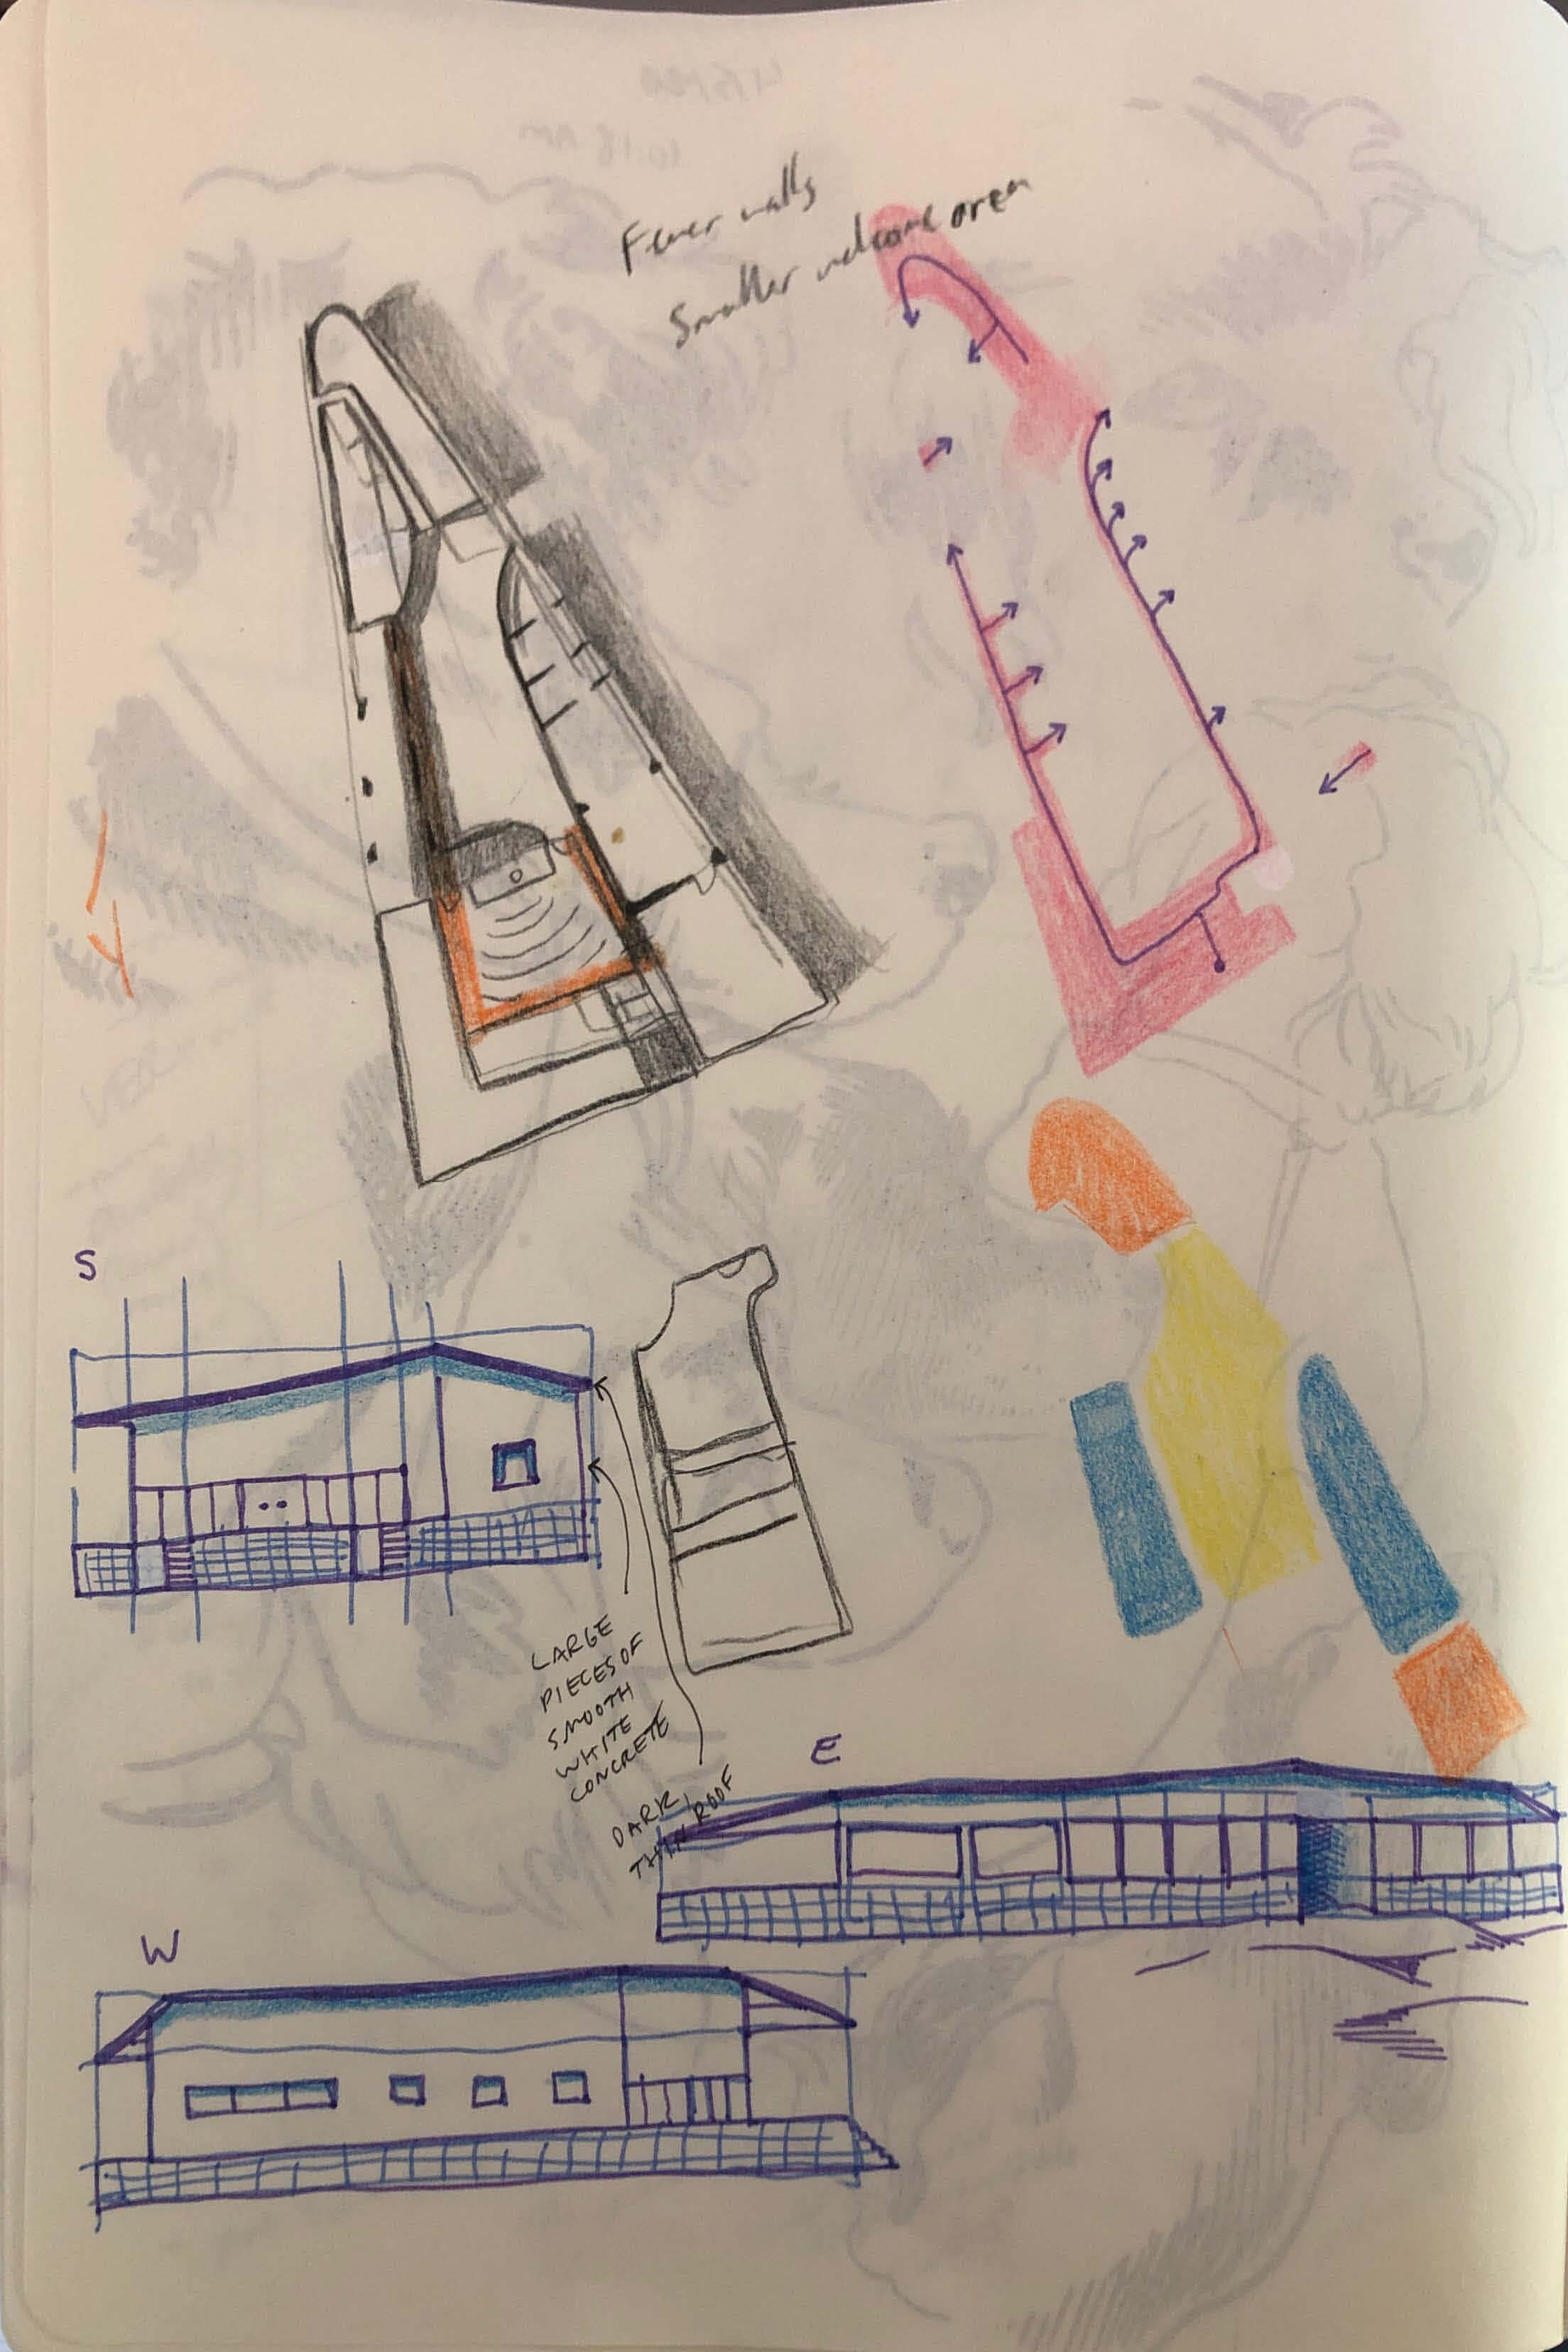 Fewer walls
Smaller welcome area
S
LARGE
PIECES OF
SMOOTH
WHITE
CONCRETE
DARK,
THIN ROOF
E
W